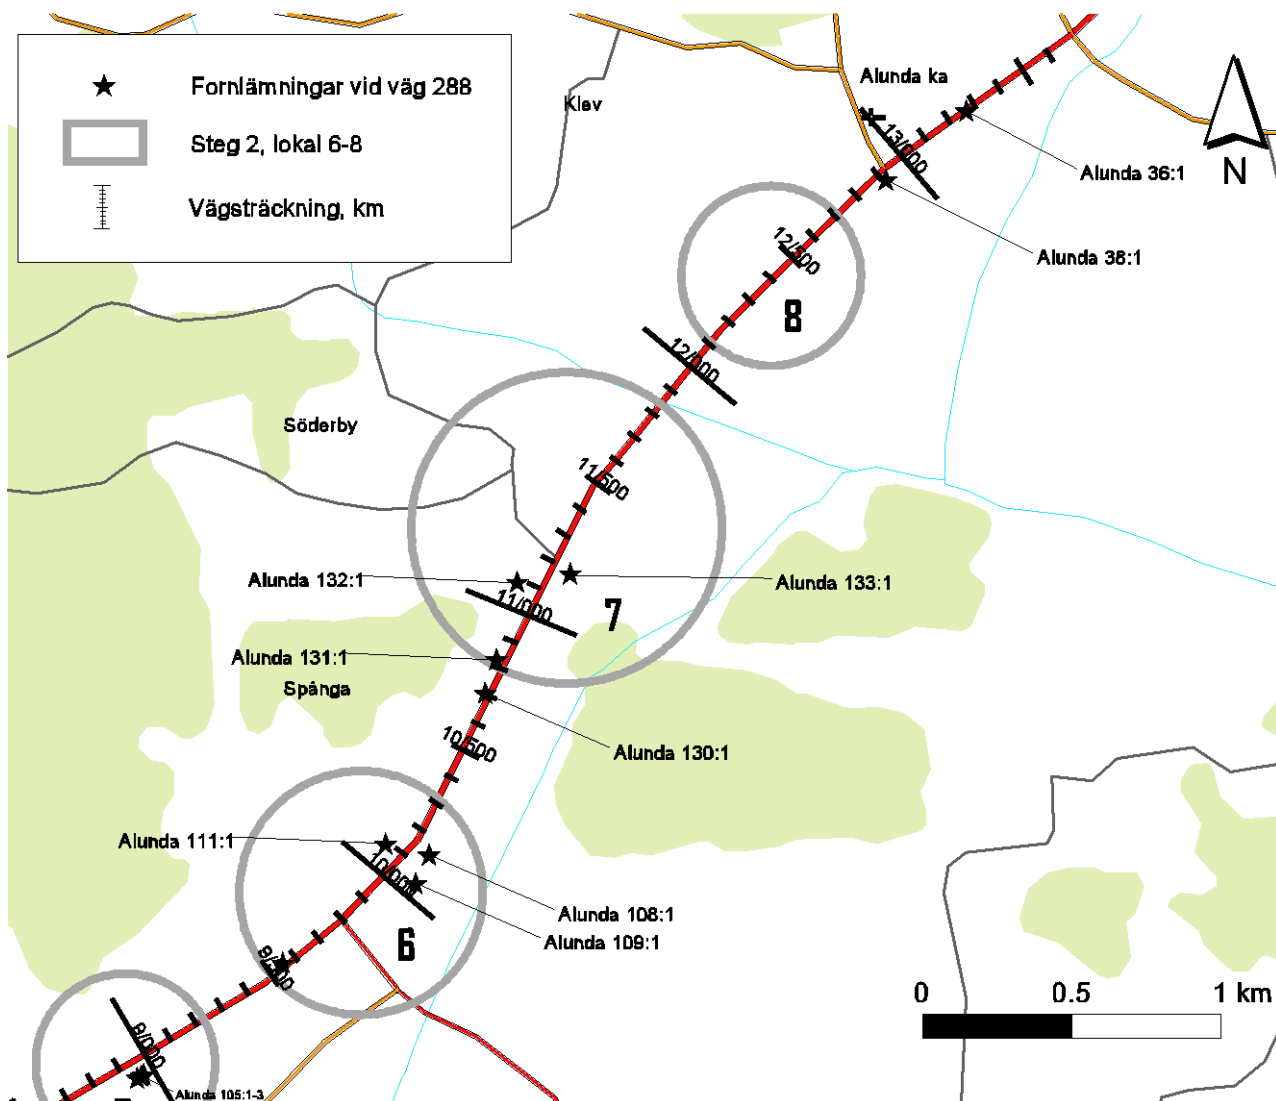 Fornlämningar vid väg 288
Steg 2, lokal 6-8
Vägsträckning, km
Klev
Alunda ka
N
13/000
Alunda 36:1
Alunda 38:1
12/500
8
12/000
Söderby
11/500
Alunda 132:1
Alunda 133:1
11/000
7
Alunda 131:1
Spånga
10/500
Alunda 130:1
Alunda 111:1
10/000
Alunda 108:1
Alunda 109:1
6
9/500
0 0.5 1 km
9/000
Alunda 105:1-3